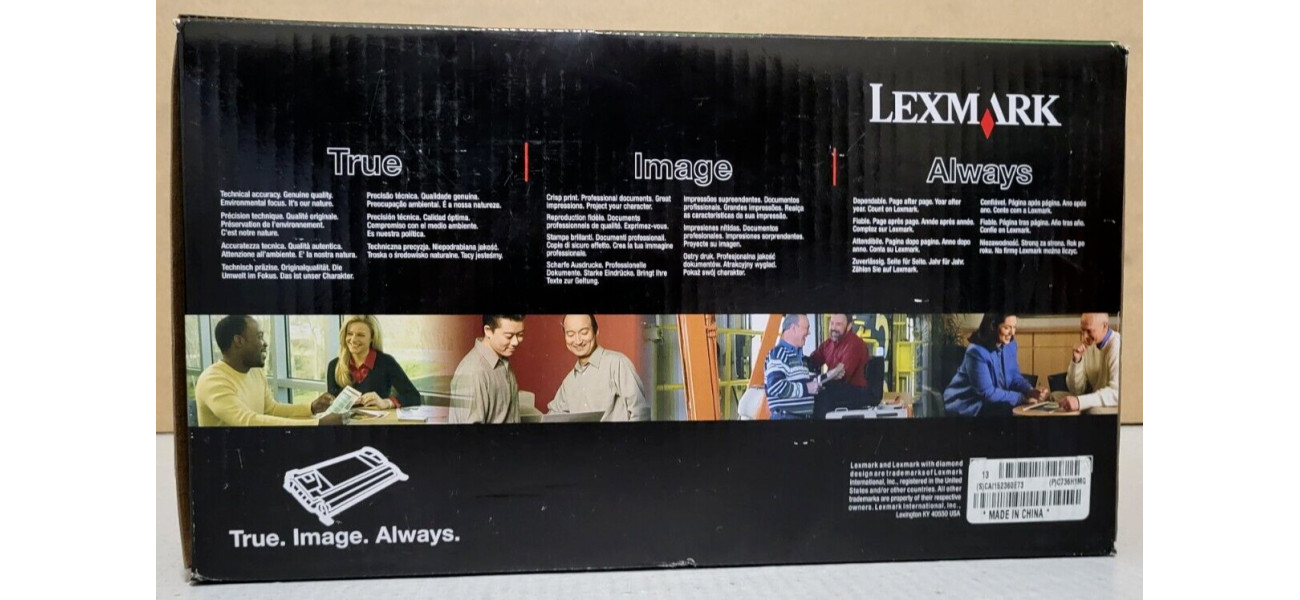 LEXMARK
True
Technical accuracy. Genuine quality.
Environmental focus. It's our nature.
Précision technique. Qualité originale.
Préservation de l'environnement.
C'est notre nature.
Accuratezza tecnica. Qualità autentica.
Attenzione all'ambiente. E' la nostra natura.
Technisch präzise. Originalqualität. Die
Umwelt im Fokus. Das ist unser Charakter.
Precisão técnica. Qualidade genuína.
Preocupação ambiental. É a nossa natureza.
Precisión técnica. Calidad óptima.
Compromiso con el medio ambiente.
Es nuestra política.
Techniczna precyzja. Niepodrabiana jakość.
Troska o środowisko naturalne. Tacy jesteśmy.
Image
Crisp print. Professional documents. Great
impressions. Project your character.
Reproduction fidèle. Documents
professionnels de qualité. Exprimez-vous.
Stampe brillanti. Documenti professionali.
Copie di sicuro effetto. Crea la tua immagine
professionale.
Scharfe Ausdrucke. Professionelle
Dokumente. Starke Eindrücke. Bringt Ihre
Texte zur Geltung.
Impressões supreendentes. Documentos
profissionais. Grandes impressões. Realça
as características de sua impressão.
Impresiones nítidas. Documentos
profesionales. Impresiones sorprendentes.
Proyecte su imagen.
Ostry druk. Profesjonalna jakość
dokumentów. Atrakcyjny wygląd.
Pokaż swój charakter.
Always
Dependable. Page after page. Year after
year. Count on Lexmark.
Fiable. Page après page. Année après année.
Comptez sur Lexmark.
Attendibile. Pagina dopo pagina. Anno dopo
anno. Conta su Lexmark.
Zuverlässig. Seite für Seite. Jahr für Jahr.
Zählen Sie auf Lexmark.
Confiável. Página após página. Ano após
ano. Conte com a Lexmark.
Fiable. Página tras página. Año tras año.
Confíe en Lexmark.
Niezawodność. Strona za stroną. Rok po
roku. Na firmę Lexmark można liczyć.
True. Image. Always.
Lexmark and Lexmark with diamond
design are trademarks of Lexmark
International, Inc., registered in the United
States and/or other countries. All other
trademarks are property of their respective
owners. Lexmark International, Inc.,
Lexington KY 40550 USA
13
(S)CAI152360E73 (P)C736H1MG
* MADE IN CHINA *